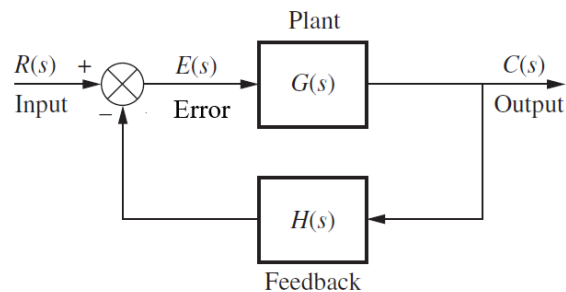 Plant
R(s) + E(s) G(s) C(s)
Input − Error Output
H(s)
Feedback